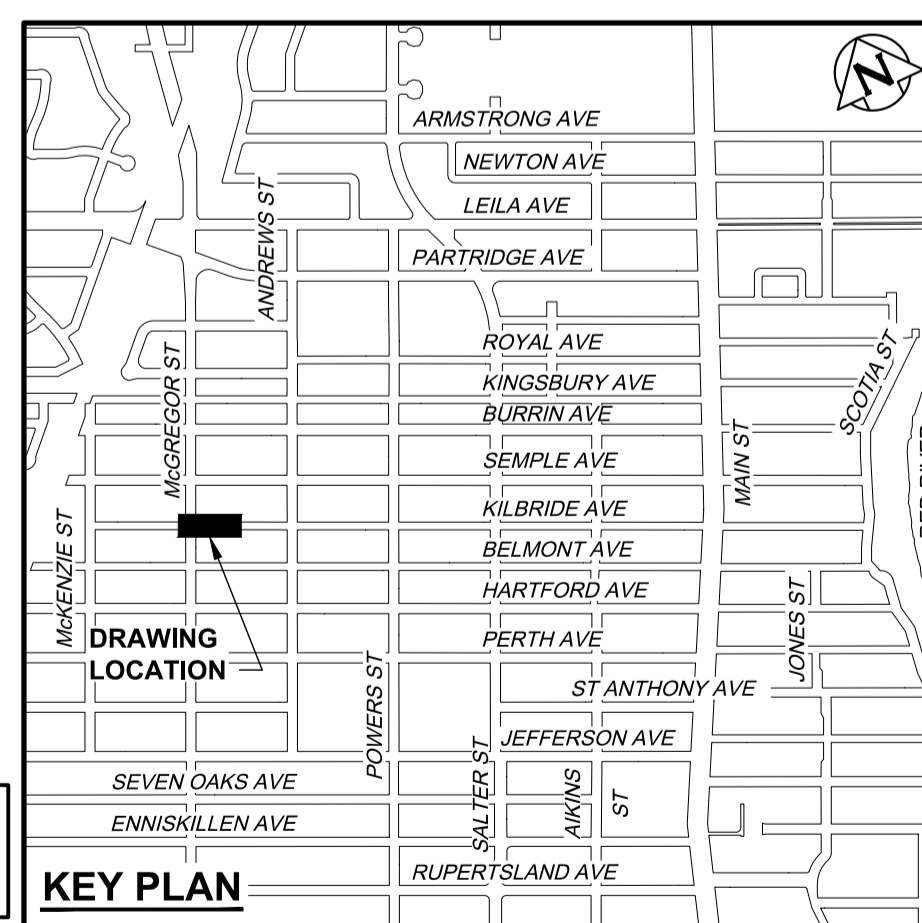 N
ARMSTRONG AVE
NEWTON AVE
LEILA AVE
ANDREWS ST
PARTRIDGE AVE
ROYAL AVE
SCOTIA ST
McGREGOR ST
KINGSBURY AVE
BURRIN AVE
MAIN ST
SEMPLE AVE
KILBRIDE AVE
McKENZIE ST
BELMONT AVE
HARTFORD AVE
JONES ST
DRAWING
LOCATION
PERTH AVE
POWERS ST
ST ANTHONY AVE
JEFFERSON AVE
SEVEN OAKS AVE
SALTER ST
AIKINS
ST
ENNISKILLEN AVE
RUPERTSLAND AVE
KEY PLAN